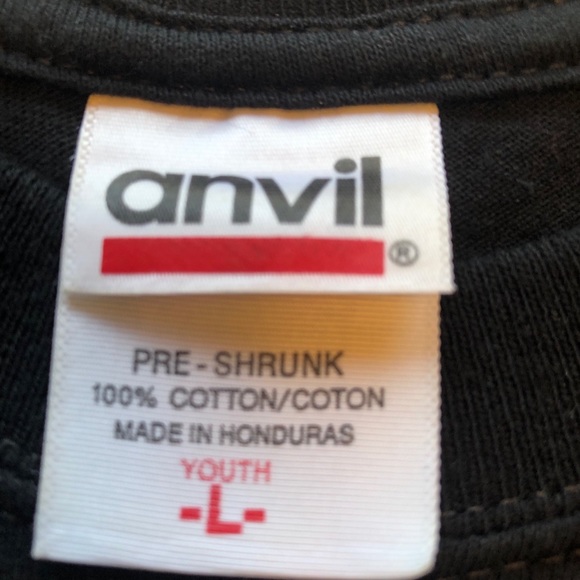 anvil
®
PRE-SHRUNK
100% COTTON/COTON
MADE IN HONDURAS
YOUTH
-L-